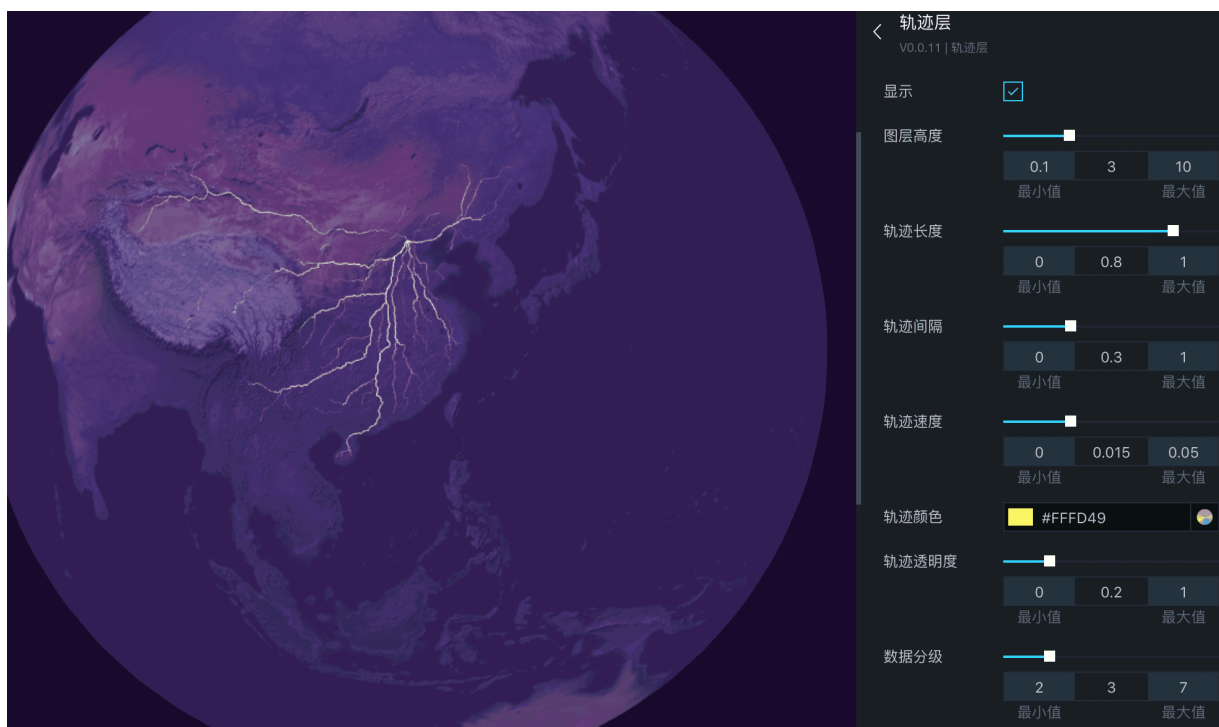 轨迹层
V0.0.11 | 轨迹层
显示
图层高度
0.1 3 10
最小值 最大值
轨迹长度
0 0.8 1
最小值 最大值
轨迹间隔
0 0.3 1
最小值 最大值
轨迹速度
0 0.015 0.05
最小值 最大值
轨迹颜色 #FFFD49
轨迹透明度
0 0.2 1
最小值 最大值
数据分级
2 3 7
最小值 最大值